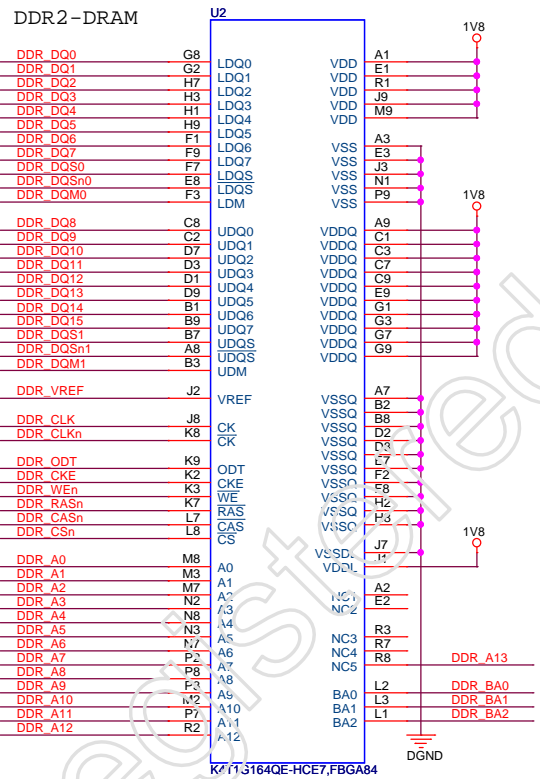 DDR2-DRAM
U2
1V8
DDR_DQ0 G8 LDQ0 VDD A1
DDR_DQ1 G2 LDQ1 VDD E1
DDR_DQ2 H7 LDQ2 VDD R1
DDR_DQ3 H3 LDQ3 VDD J9
DDR_DQ4 H1 LDQ4 VDD M9
DDR_DQ5 H9 LDQ5
DDR_DQ6 F1 LDQ6 VSS A3
DDR_DQ7 F9 LDQ7 VSS E3
DDR_DQS0 F7 LDQS VSS J3
DDR_DQSn0 E8 LDQS VSS N1
DDR_DQM0 F3 LDM VSS P9
1V8
DDR_DQ8 C8 UDQ0 VDDQ A9
DDR_DQ9 C2 UDQ1 VDDQ C1
DDR_DQ10 D7 UDQ2 VDDQ C3
DDR_DQ11 D3 UDQ3 VDDQ C7
DDR_DQ12 D1 UDQ4 VDDQ C9
DDR_DQ13 D9 UDQ5 VDDQ E9
DDR_DQ14 B1 UDQ6 VDDQ G1
DDR_DQ15 B9 UDQ7 VDDQ G3
DDR_DQS1 B7 UDQS VDDQ G7
DDR_DQSn1 A8 UDQS VDDQ G9
DDR_DQM1 B3 UDM
DDR_VREF J2 VREF VSSQ A7
VSSQ B2
DDR_CLK J8 CK VSSQ B8
DDR_CLKn K8 CK VSSQ D2
VSSQ D8
DDR_ODT K9 ODT VSSQ E7
DDR_CKE K2 CKE VSSQ F2
DDR_WEn K3 WE VSSQ F8
DDR_RASn K7 RAS VSSQ H2
DDR_CASn L7 CAS VSSQ H8
DDR_CSn L8 CS
1V8
VSSDL J7
DDR_A0 M8 A0 VDDL J1
DDR_A1 M3 A1
DDR_A2 M7 A2 NC1 A2
DDR_A3 N2 A3 NC2 E2
DDR_A4 N8 A4
DDR_A5 N3 A5 NC3 R3
DDR_A6 N7 A6 NC4 R7
DDR_A7 P2 A7 NC5 R8 DDR_A13
DDR_A8 P8 A8
DDR_A9 P3 A9 BA0 L2 DDR_BA0
DDR_A10 M2 A10 BA1 L3 DDR_BA1
DDR_A11 P7 A11 BA2 L1 DDR_BA2
DDR_A12 R2 A12
DGND
K4T1G164QE-HCE7,FBGA84